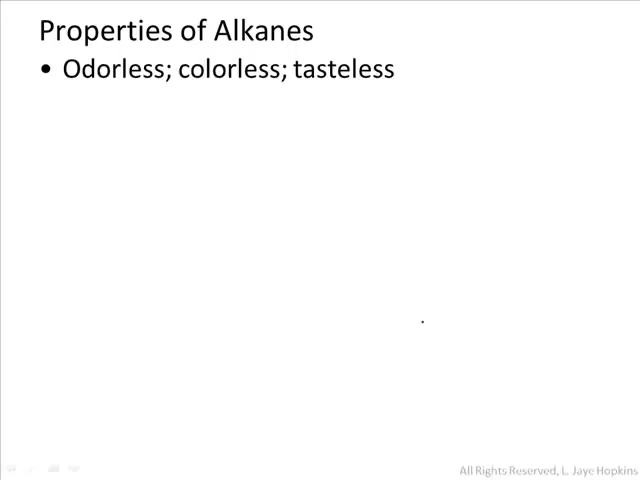 Properties of Alkanes
• Odorless; colorless; tasteless
All Rights Reserved, L. Jaye Hopkins